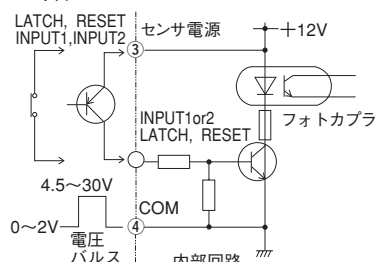 LATCH, RESET
INPUT1,INPUT2
③
センサ電源
＋12V
フォトカプラ
INPUT1or2
LATCH, RESET
4.5〜30V
COM
0〜2V
④
電圧
パルス
内部回路